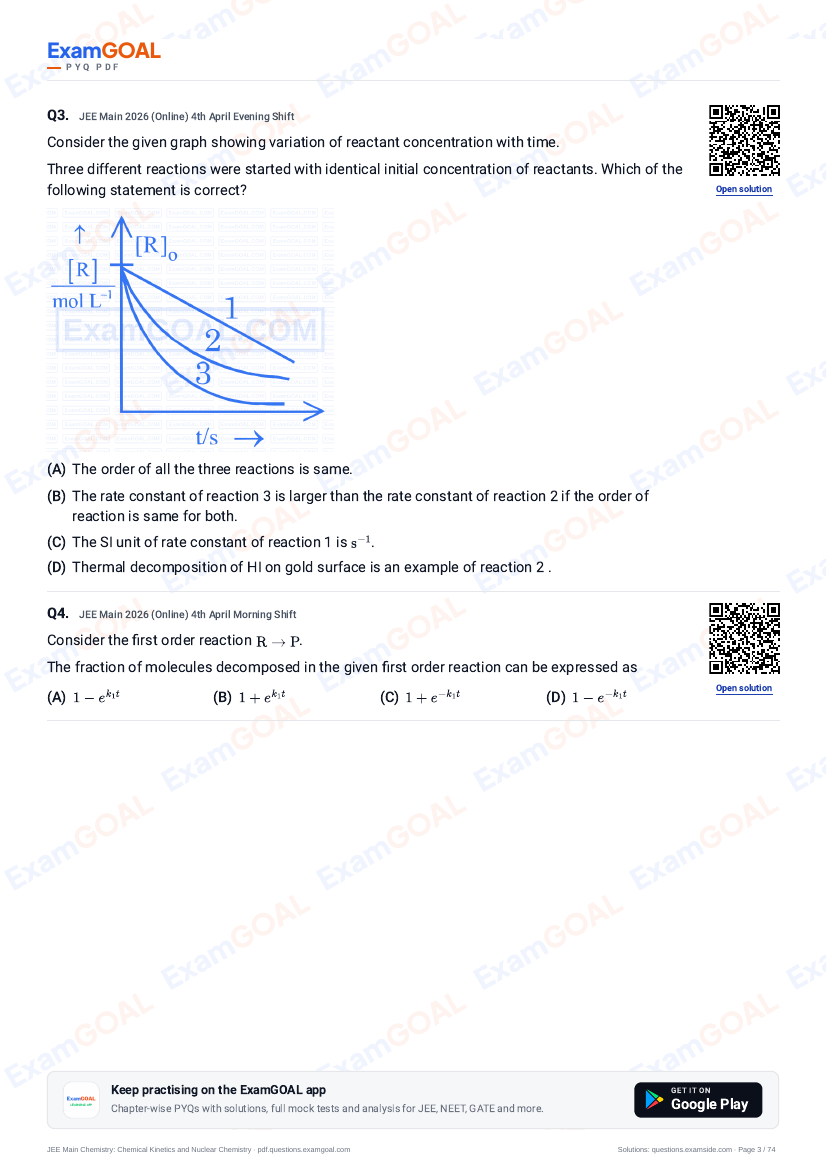 ExamGOAL
PYQ PDF
Q3. JEE Main 2026 (Online) 4th April Evening Shift
Consider the given graph showing variation of reactant concentration with time.
Three different reactions were started with identical initial concentration of reactants. Which of the
following statement is correct?
Open solution
↑
[R]₀
[R]
mol L⁻¹
1
2
ExamGOAL.COM
3
t/s →
(A) The order of all the three reactions is same.
(B) The rate constant of reaction 3 is larger than the rate constant of reaction 2 if the order of
reaction is same for both.
(C) The SI unit of rate constant of reaction 1 is s⁻¹.
(D) Thermal decomposition of HI on gold surface is an example of reaction 2 .
Q4. JEE Main 2026 (Online) 4th April Morning Shift
Consider the first order reaction R → P.
The fraction of molecules decomposed in the given first order reaction can be expressed as
Open solution
(A) 1 − e^{k₁t} (B) 1 + e^{k₁t} (C) 1 + e^{−k₁t} (D) 1 − e^{−k₁t}
ExamGOAL
Keep practising on the ExamGOAL app
Chapter-wise PYQs with solutions, full mock tests and analysis for JEE, NEET, GATE and more.
GET IT ON
Google Play
JEE Main Chemistry: Chemical Kinetics and Nuclear Chemistry · pdf.questions.examgoal.com
Solutions: questions.examside.com · Page 3 / 74